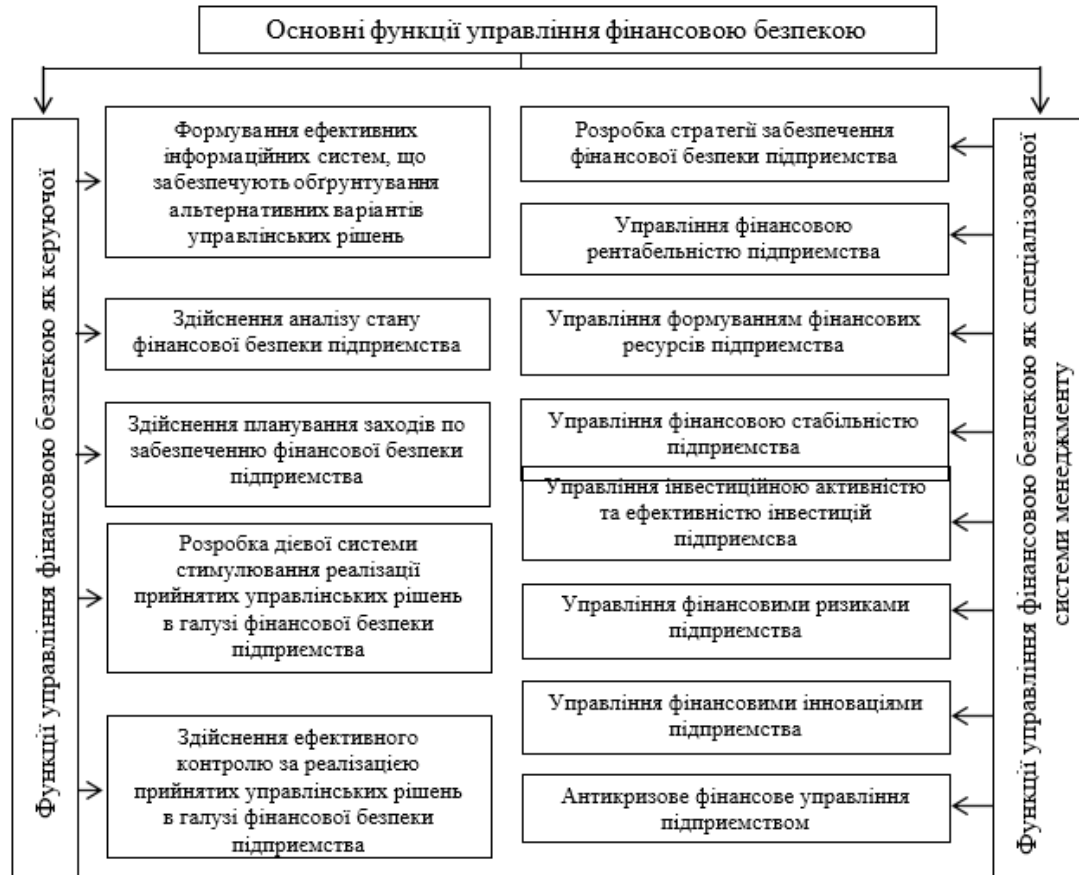 Основні функції управління фінансовою безпекою
Функції управління фінансовою безпекою як керуючої
Формування ефективних
інформаційних систем, що
забезпечують обґрунтування
альтернативних варіантів
управлінських рішень
Здійснення аналізу стану
фінансової безпеки підприємства
Здійснення планування заходів по
забезпеченню фінансової безпеки
підприємства
Розробка дієвої системи
стимулювання реалізації
прийнятих управлінських рішень
в галузі фінансової безпеки
підприємства
Здійснення ефективного
контролю за реалізацією
прийнятих управлінських рішень
в галузі фінансової безпеки
підприємства
Розробка стратегії забезпечення
фінансової безпеки підприємства
Управління фінансовою
рентабельністю підприємства
Управління формуванням фінансових
ресурсів підприємства
Управління фінансовою стабільністю
підприємства
Управління інвестиційною активністю
та ефективністю інвестицій
підприємсва
Управління фінансовими ризиками
підприємства
Управління фінансовими інноваціями
підприємства
Антикризове фінансове управління
підприємством
Функції управління фінансовою безпекою як спеціалізованої
системи менеджменту